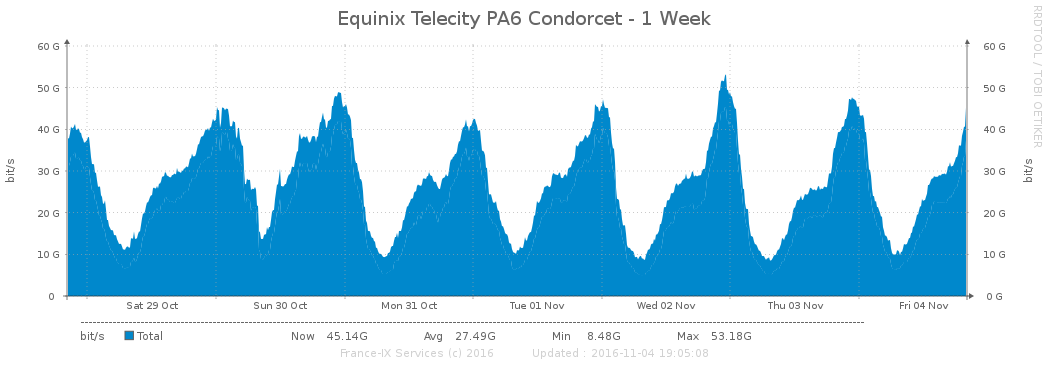 Equinix Telecity PA6 Condorcet - 1 Week
RRDTOOL / TOBI OETIKER
60 G 60 G
50 G 50 G
40 G 40 G
30 G 30 G
20 G 20 G
10 G 10 G
0 0 G
bit/s bit/s
Sat 29 Oct Sun 30 Oct Mon 31 Oct Tue 01 Nov Wed 02 Nov Thu 03 Nov Fri 04 Nov
bit/s Total Now 45.14G Avg 27.49G Min 8.48G Max 53.18G
France-IX Services (c) 2016 Updated : 2016-11-04 19:05:08